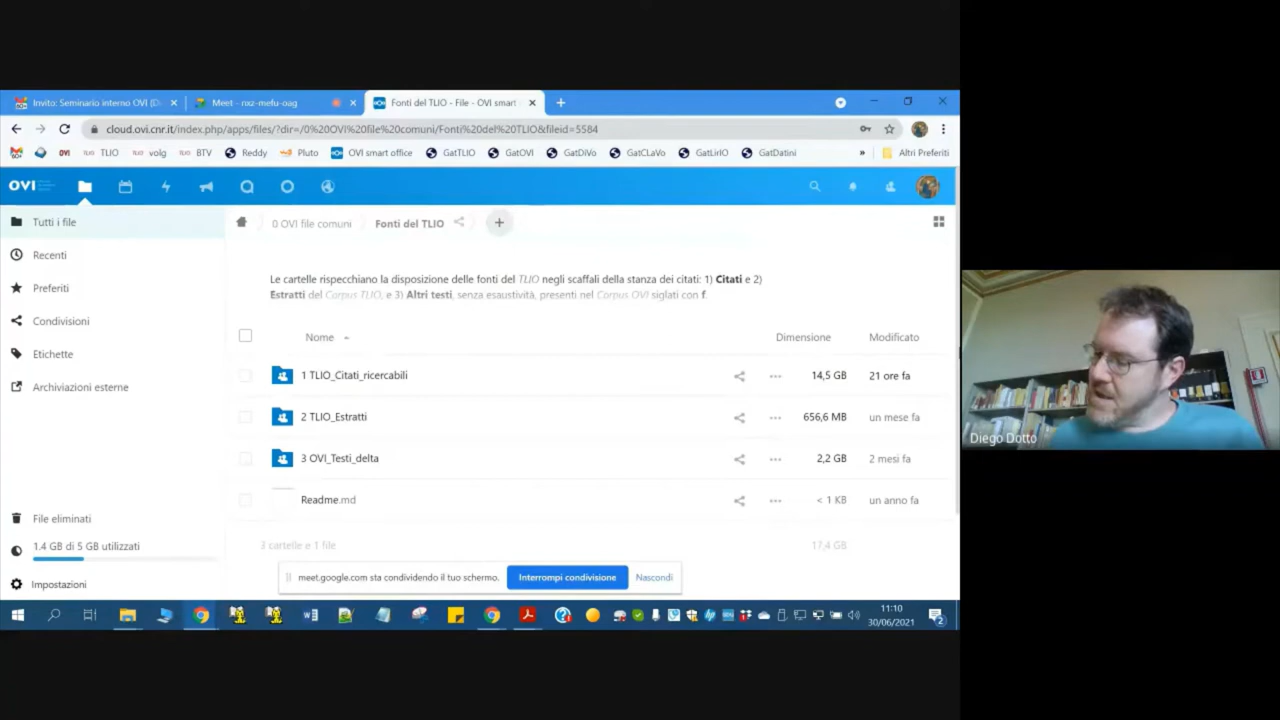 Invito: Seminario interno OVI (D
Meet - nxz-mefu-oag
Fonti del TLIO - File - OVI smart
cloud.ovi.cnr.it/index.php/apps/files/?dir=/0%20OVI%20file%20comuni/Fonti%20del%20TLIO&fileid=5584
OVI TLIO volg BTV Reddy Pluto OVI smart office GatTLIO GatOVI GatDiVo GatCLaVo GatLirIO GatDatini » Altri Preferiti
OVI
Tutti i file
Recenti
Preferiti
Condivisioni
Etichette
Archiviazioni esterne
File eliminati
1.4 GB di 5 GB utilizzati
Impostazioni
0 OVI file comuni Fonti del TLIO +
Le cartelle rispecchiano la disposizione delle fonti del TLIO negli scaffali della stanza dei citati: 1) Citati e 2)
Estratti del Corpus TLIO, e 3) Altri testi, senza esaustività, presenti nel Corpus OVI siglati con f.
Nome Dimensione Modificato
1 TLIO_Citati_ricercabili 14,5 GB 21 ore fa
2 TLIO_Estratti 656,6 MB un mese fa
3 OVI_Testi_delta 2,2 GB 2 mesi fa
Readme.md < 1 KB un anno fa
3 cartelle e 1 file 17,4 GB
meet.google.com sta condividendo il tuo schermo. Interrompi condivisione Nascondi
11:10
30/06/2021
Diego Dotto